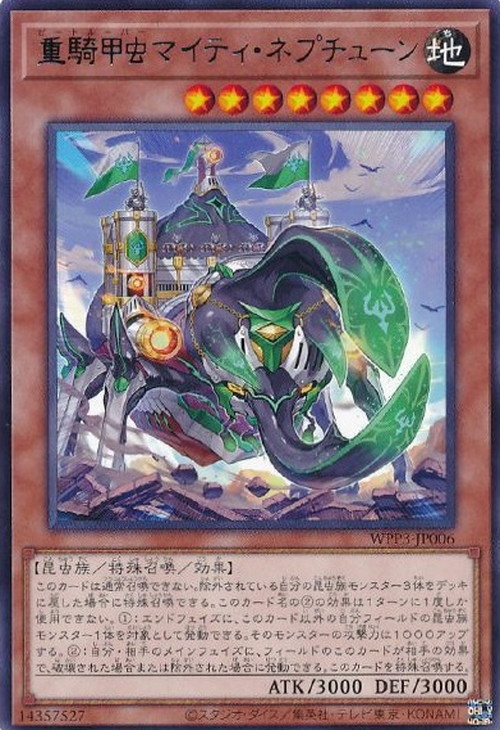 ビートルーパー
重騎甲虫マイティ・ネプチューン
ち
地
WPP3-JP006
【昆虫族/特殊召喚/効果】
このカードは通常召喚できない。除外されている自分の昆虫族モンスター3体をデッキ
に戻した場合に特殊召喚できる。このカード名の②の効果は1ターンに1度しか
使用できない。①:エンドフェイズに、このカード以外の自分フィールドの昆虫族
モンスター1体を対象として発動できる。そのモンスターの攻撃力は1000アップ
する。②:自分・相手のメインフェイズに、フィールドのこのカードが相手の効果
で、破壊された場合または除外された場合に発動できる。このカードを特殊召喚する。
ATK/3000 DEF/3000
14357527
©スタジオ・ダイス/集英社・テレビ東京・KONAMI